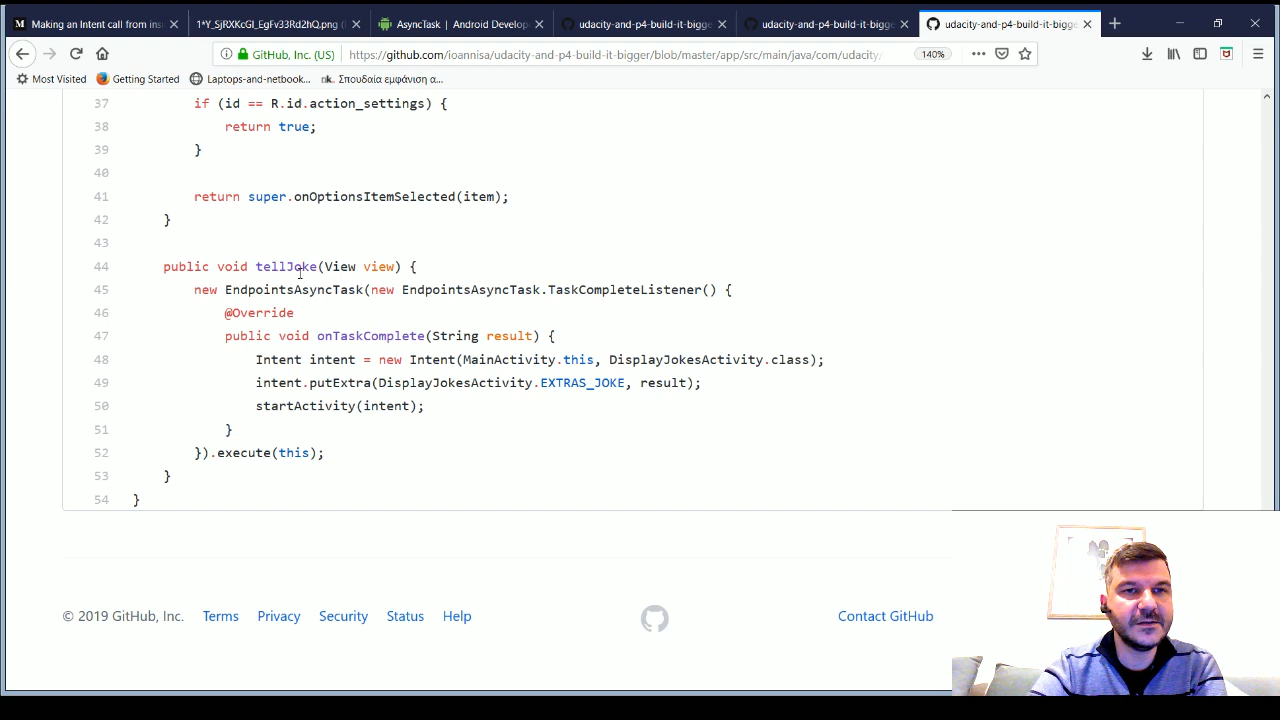 Making an Intent call from ins
1*Y_SjRXKcGI_EgFv33Rd2hQ.png (
AsyncTask | Android Develop
udacity-and-p4-build-it-bigge
udacity-and-p4-build-it-bigge
udacity-and-p4-build-it-bigge
GitHub, Inc. (US)
https://github.com/ioannisa/udacity-and-p4-build-it-bigger/blob/master/app/src/main/java/com/udacity/
140%
Most Visited
Getting Started
Laptops-and-netbook...
nk. Σπουδαία εμφάνιση α...
37 if (id == R.id.action_settings) {
38 return true;
39 }
40
41 return super.onOptionsItemSelected(item);
42 }
43
44 public void tellJoke(View view) {
45 new EndpointsAsyncTask(new EndpointsAsyncTask.TaskCompleteListener() {
46 @Override
47 public void onTaskComplete(String result) {
48 Intent intent = new Intent(MainActivity.this, DisplayJokesActivity.class);
49 intent.putExtra(DisplayJokesActivity.EXTRAS_JOKE, result);
50 startActivity(intent);
51 }
52 }).execute(this);
53 }
54 }
© 2019 GitHub, Inc. Terms Privacy Security Status Help
Contact GitHub